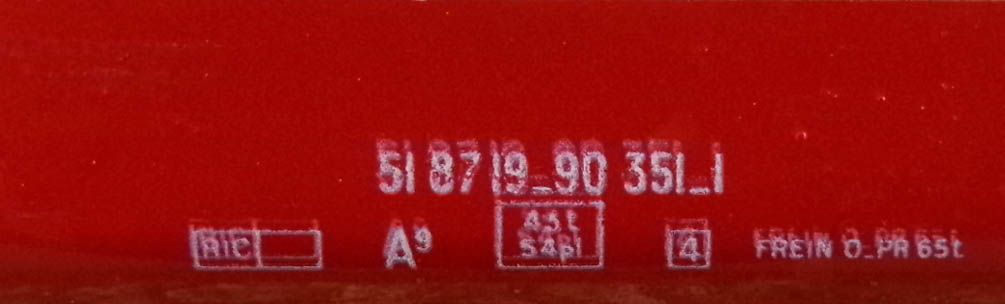 51 87 19_90 351_1
RIC A9 45t 4 FREIN O_PR 65t
54pl